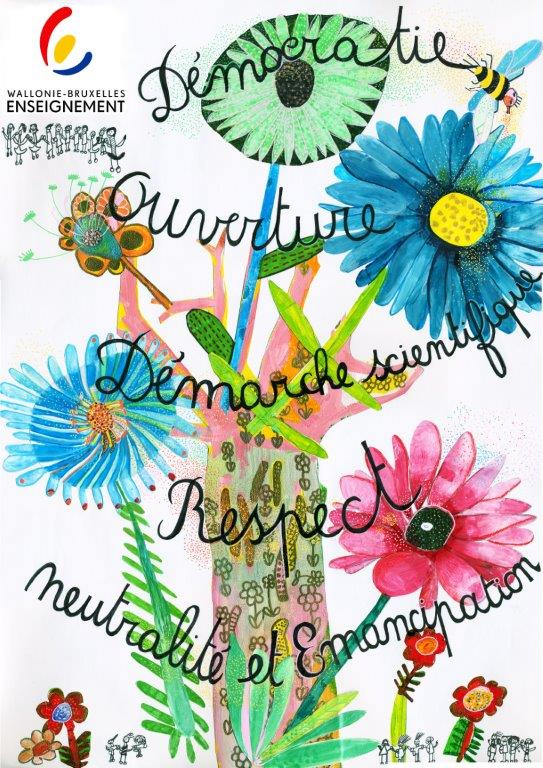 WALLONIE-BRUXELLES
ENSEIGNEMENT
Démocratie
Ouverture
Démarche scientifique
Respect
neutralité et Emancipation